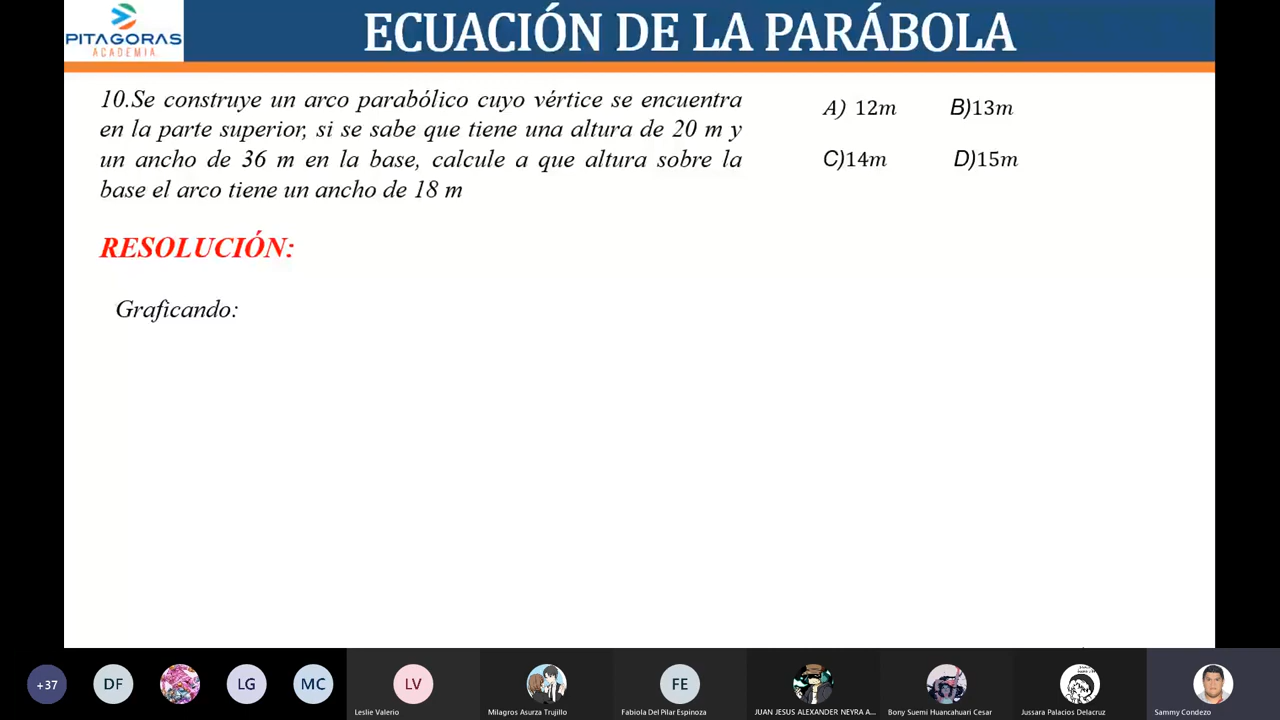 PITAGORAS
ACADEMIA
ECUACIÓN DE LA PARÁBOLA
10.Se construye un arco parabólico cuyo vértice se encuentra
en la parte superior, si se sabe que tiene una altura de 20 m y
un ancho de 36 m en la base, calcule a que altura sobre la
base el arco tiene un ancho de 18 m
A) 12m B)13m
C)14m D)15m
RESOLUCIÓN:
Graficando:
+37 DF LG MC LV FE
Leslie Valerio Milagros Asurza Trujillo Fabiola Del Pilar Espinoza JUAN JESUS ALEXANDER NEYRA A... Bony Suemi Huancahuari Cesar Jussara Palacios Delacruz Sammy Condezo